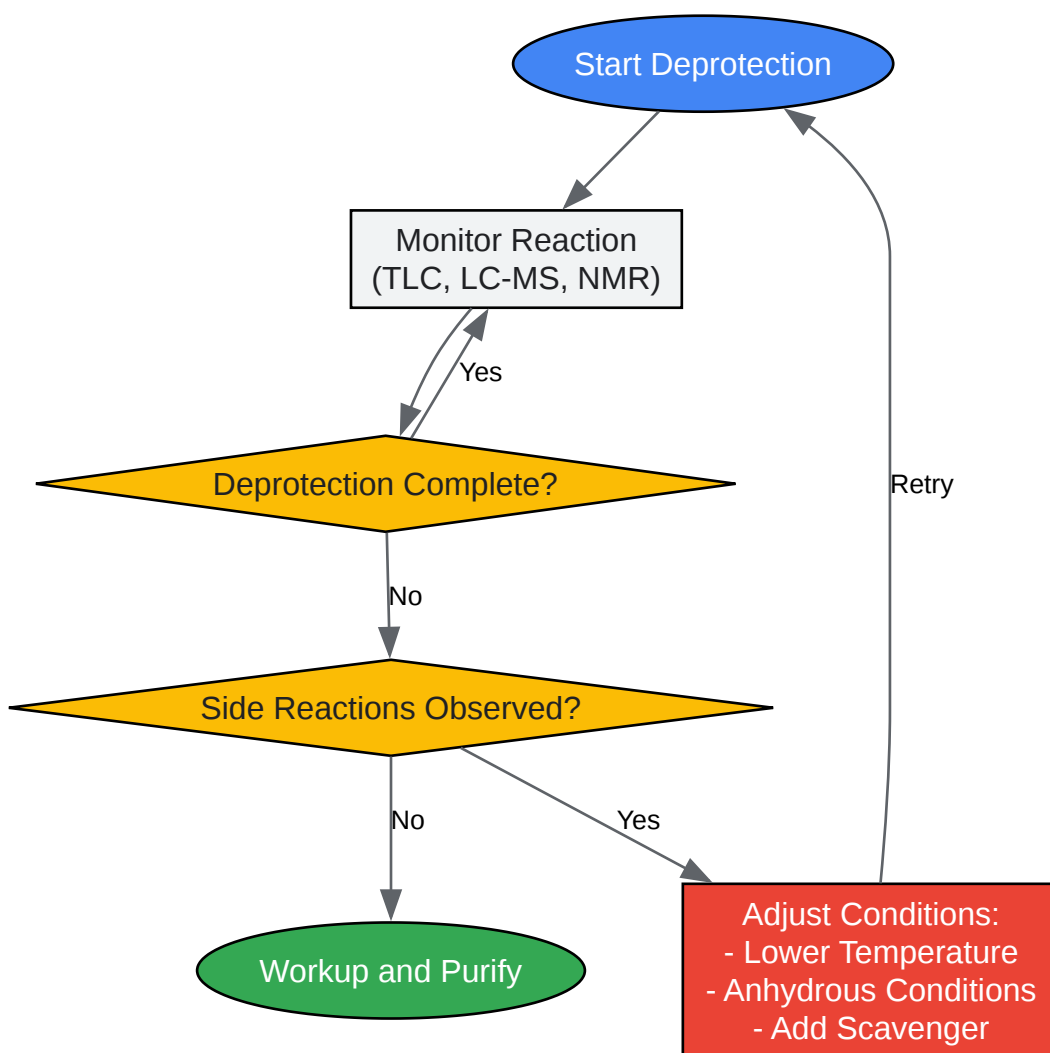 Start Deprotection
Monitor Reaction
(TLC, LC-MS, NMR)
Yes
Deprotection Complete?
Retry
No
Side Reactions Observed?
No
Yes
Adjust Conditions:
- Lower Temperature
- Anhydrous Conditions
- Add Scavenger
Workup and Purify